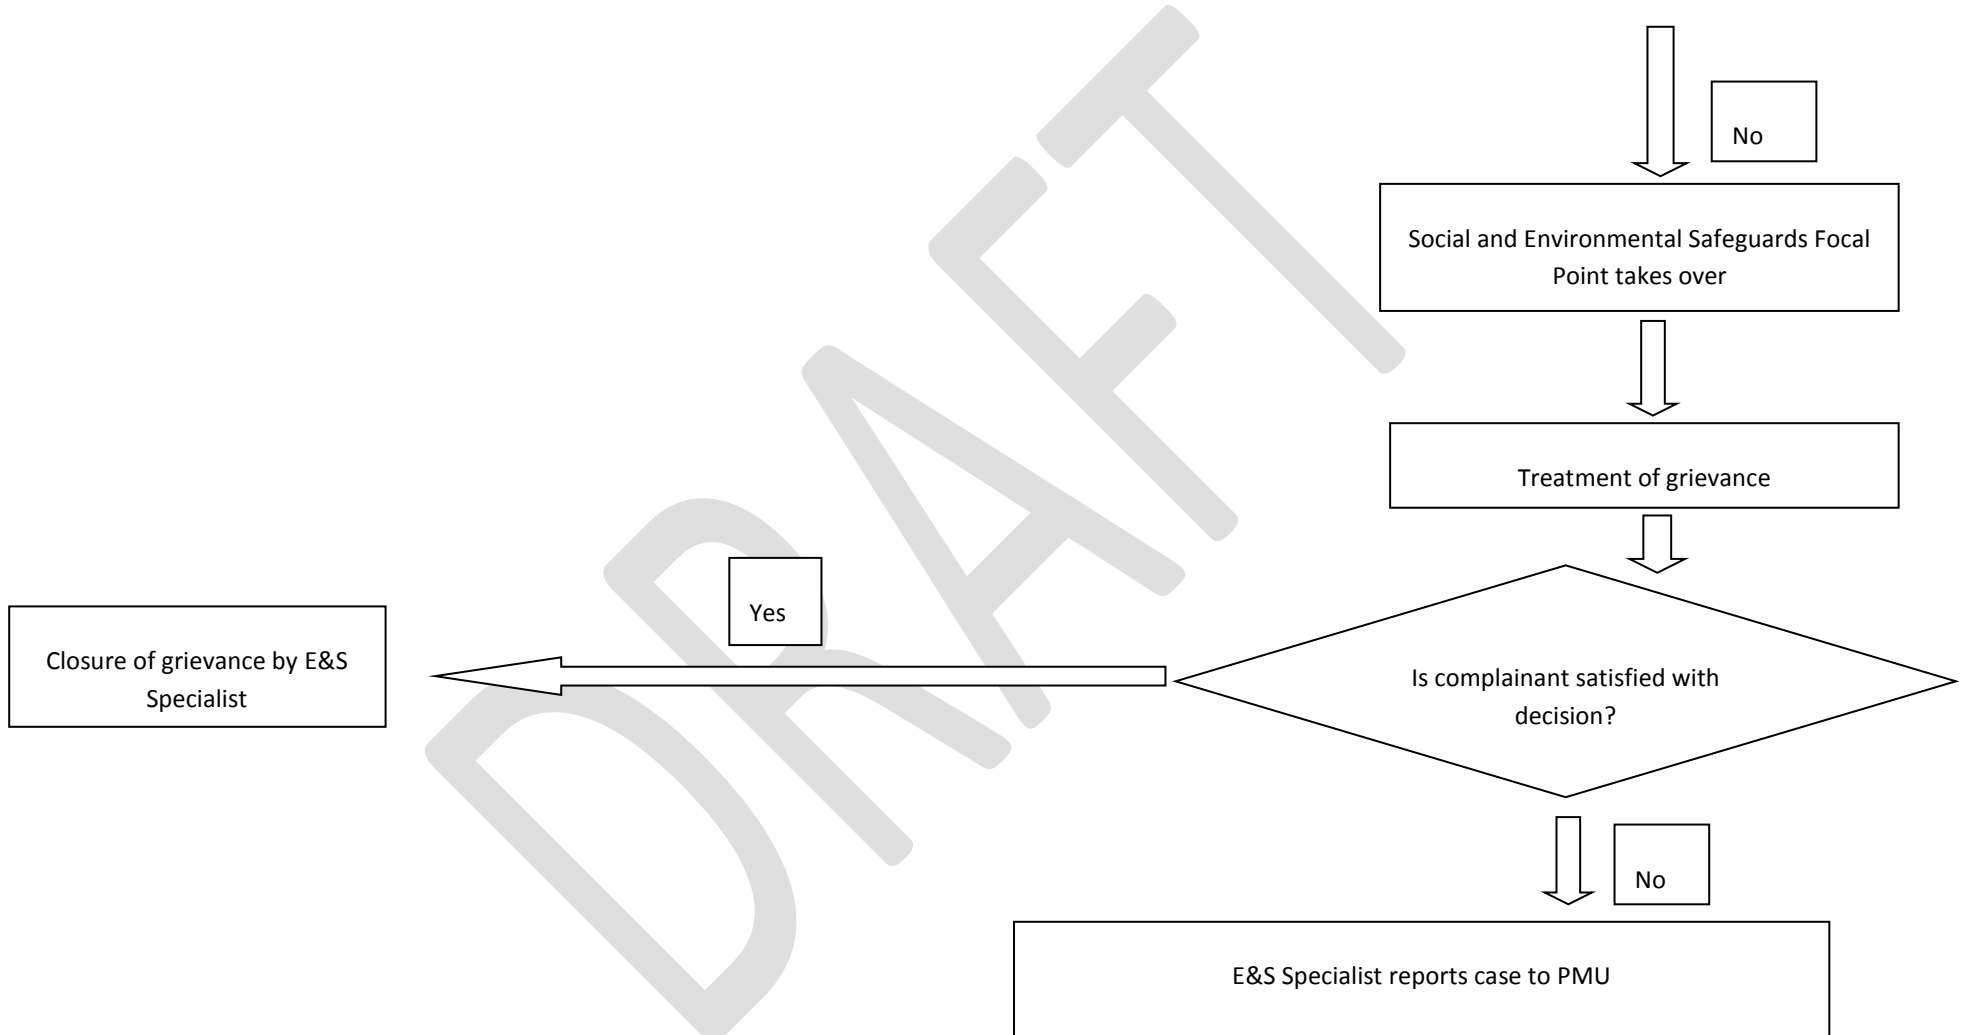 No
Social and Environmental Safeguards Focal
Point takes over
Treatment of grievance
Yes
Closure of grievance by E&S
Specialist
Is complainant satisfied with
decision?
No
E&S Specialist reports case to PMU
DRAFT